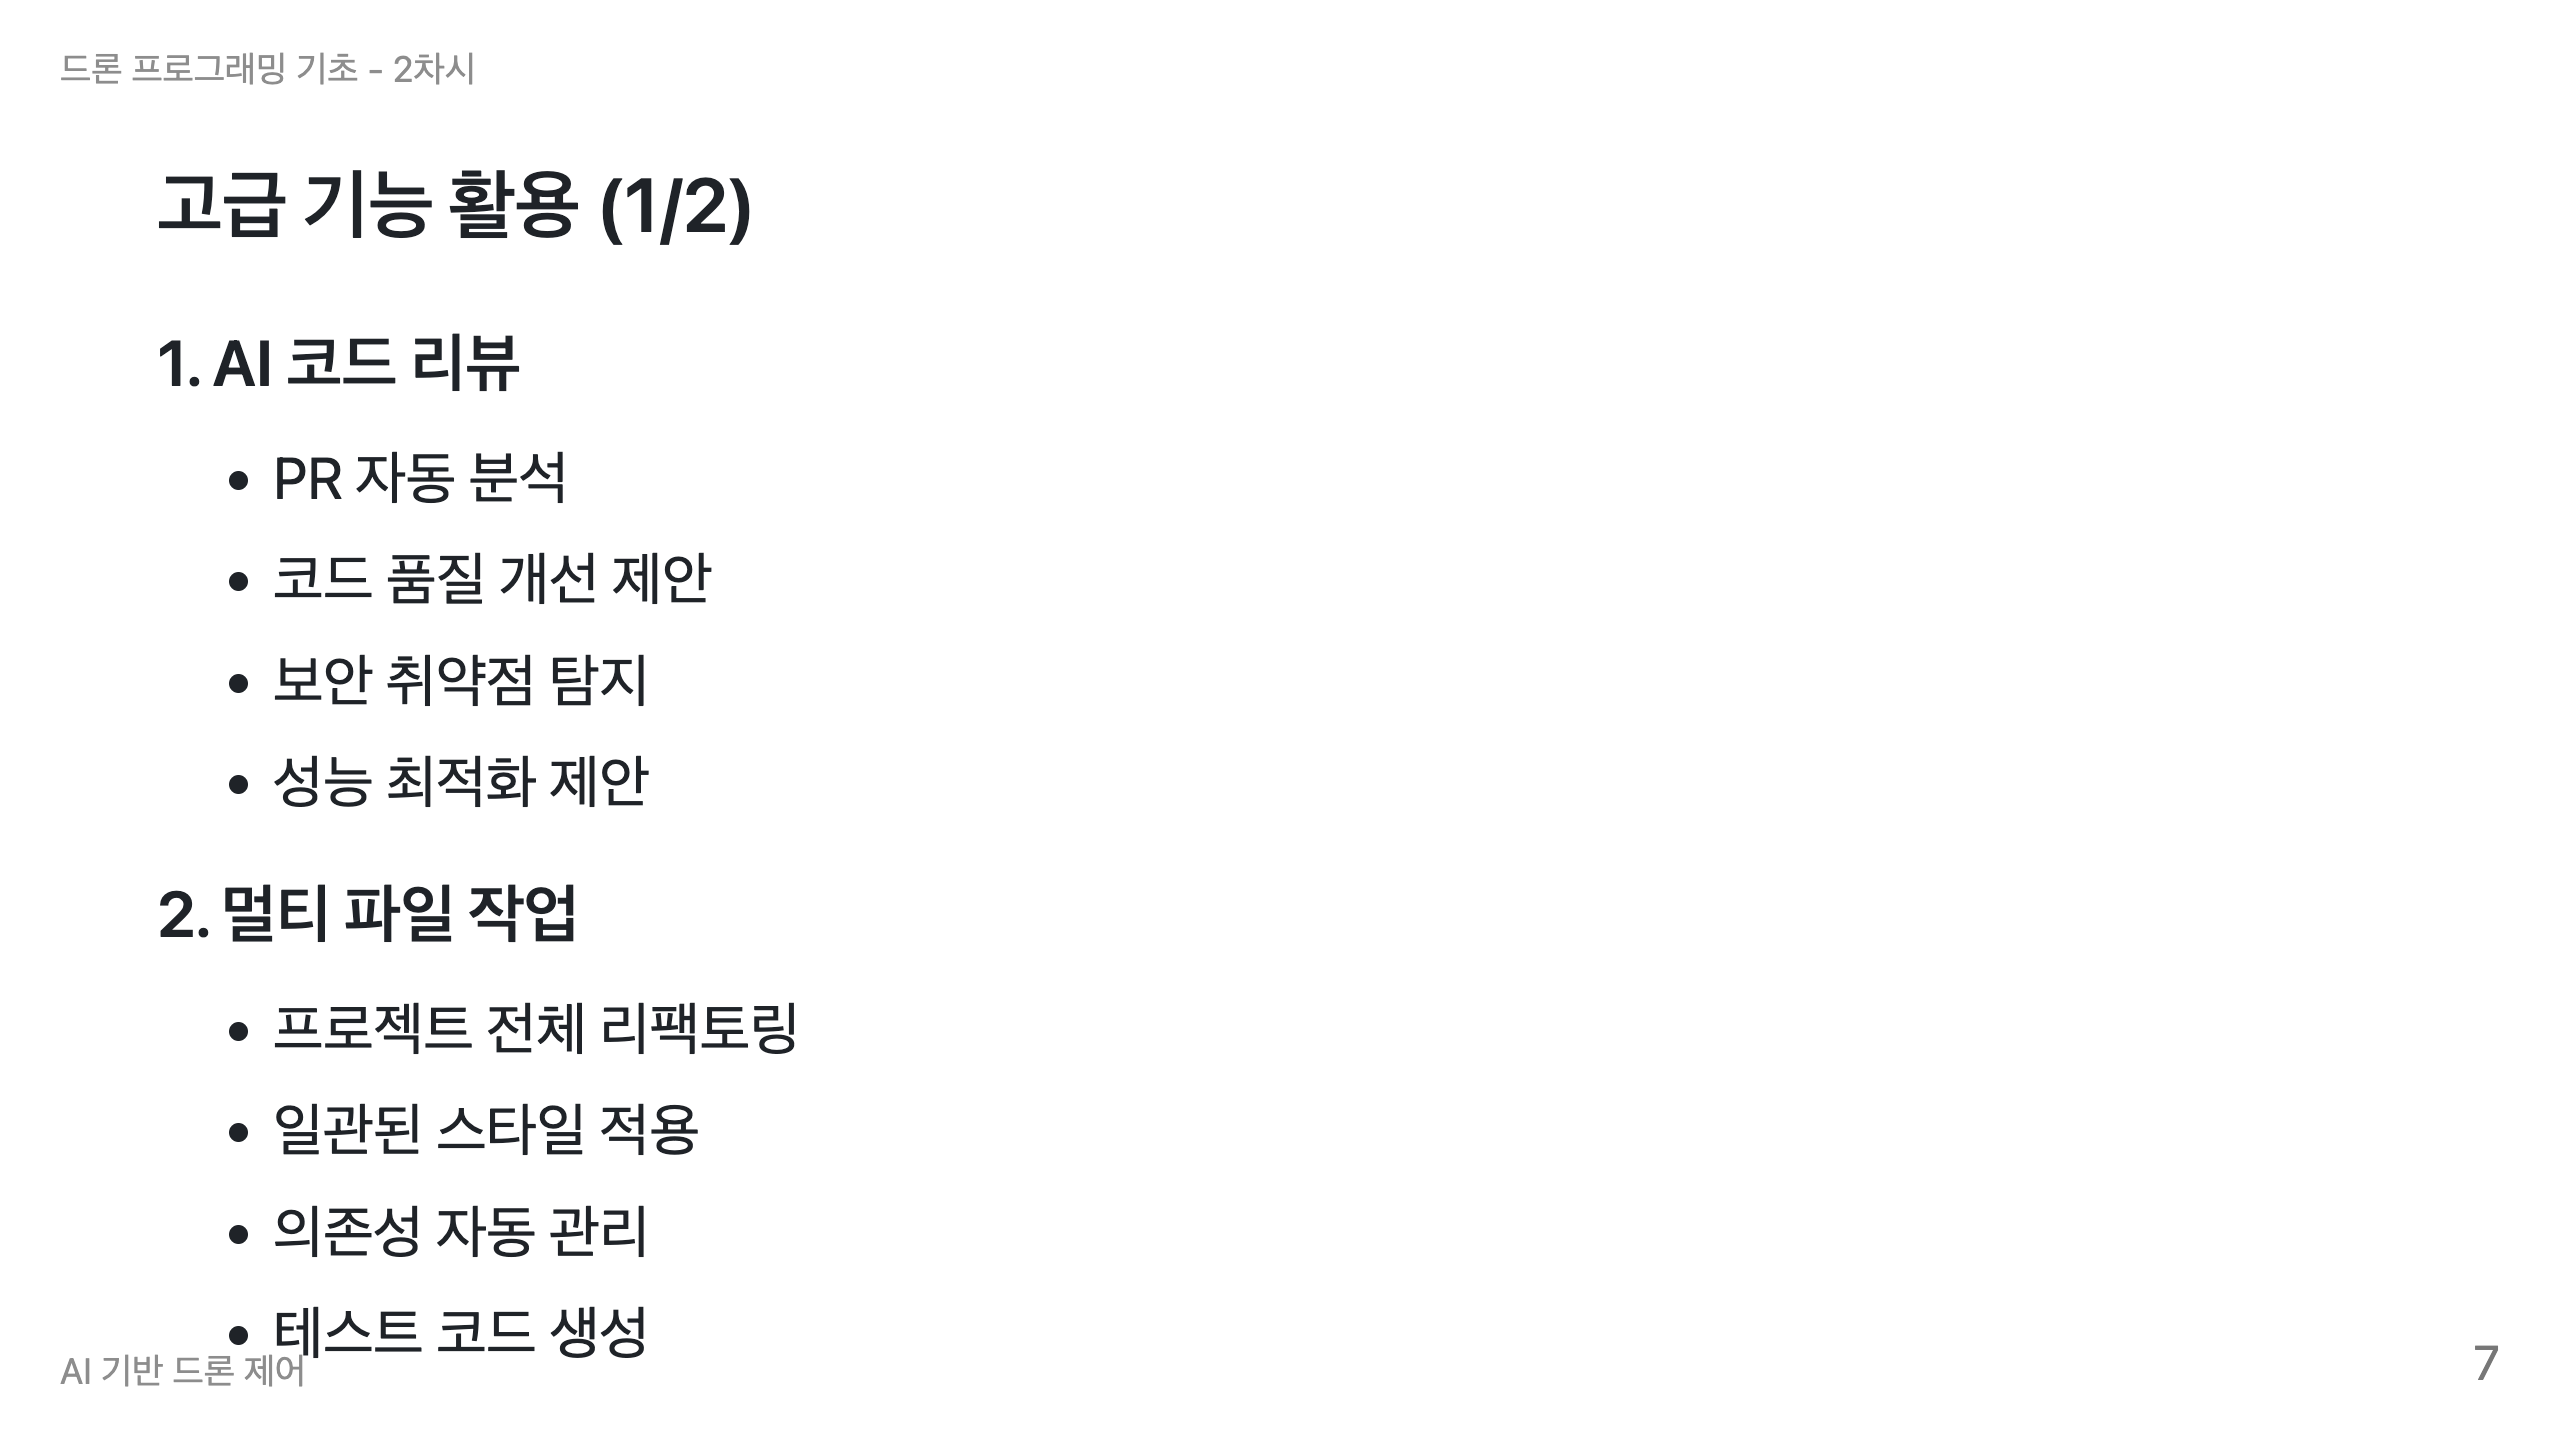 드론 프로그래밍 기초 - 2차시
고급 기능 활용 (1/2)
1. AI 코드 리뷰
• PR 자동 분석
• 코드 품질 개선 제안
• 보안 취약점 탐지
• 성능 최적화 제안
2. 멀티 파일 작업
• 프로젝트 전체 리팩토링
• 일관된 스타일 적용
• 의존성 자동 관리
• 테스트 코드 생성
AI 기반 드론 제어
7